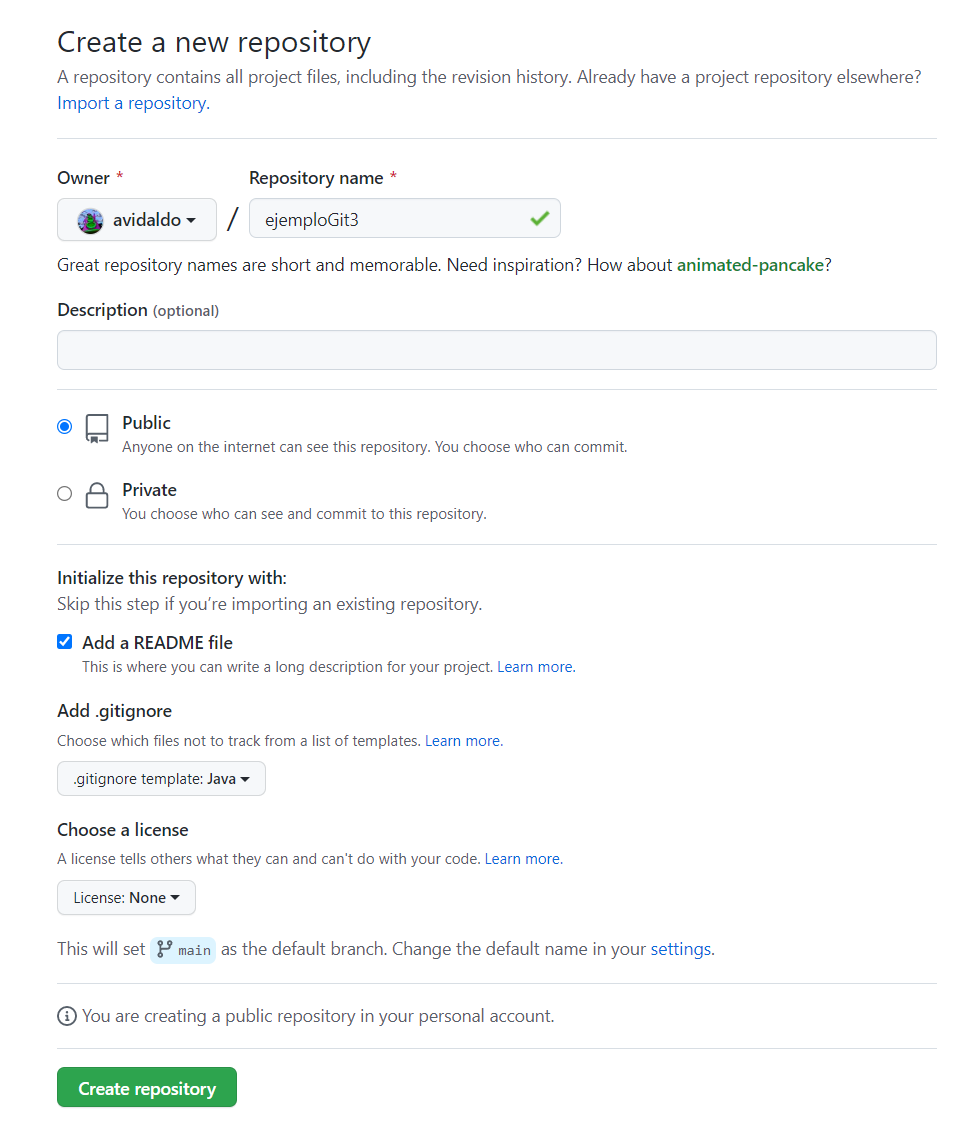 Create a new repository
A repository contains all project files, including the revision history. Already have a project repository elsewhere?
Import a repository.
Owner *
Repository name *
avidaldo
/
ejemploGit3
Great repository names are short and memorable. Need inspiration? How about animated-pancake?
Description (optional)
Public
Anyone on the internet can see this repository. You choose who can commit.
Private
You choose who can see and commit to this repository.
Initialize this repository with:
Skip this step if you’re importing an existing repository.
Add a README file
This is where you can write a long description for your project. Learn more.
Add .gitignore
Choose which files not to track from a list of templates. Learn more.
.gitignore template: Java
Choose a license
A license tells others what they can and can't do with your code. Learn more.
License: None
This will set main as the default branch. Change the default name in your settings.
You are creating a public repository in your personal account.
Create repository